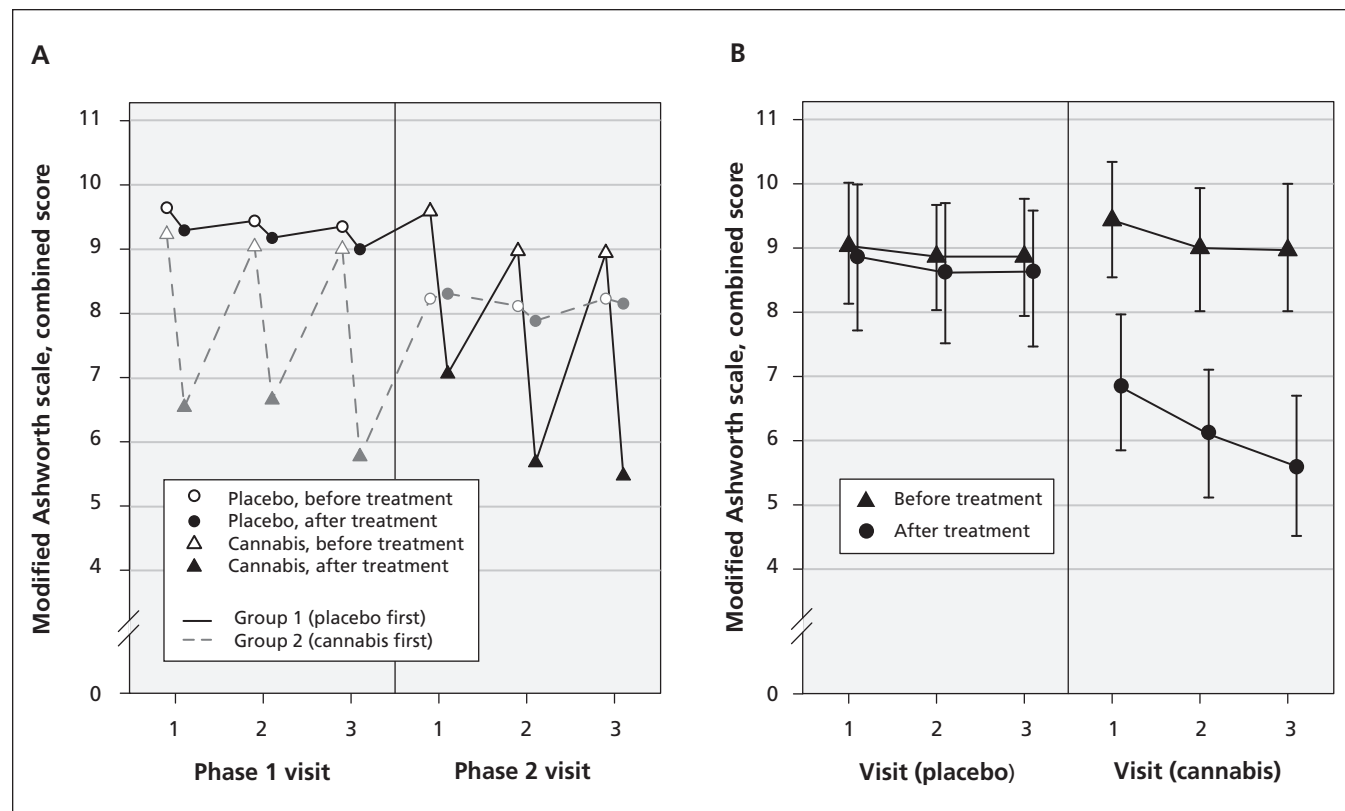 A
Modified Ashworth scale, combined score
11
10
9
8
7
6
5
4
0
Placebo, before treatment
Placebo, after treatment
Cannabis, before treatment
Cannabis, after treatment
Group 1 (placebo first)
Group 2 (cannabis first)
1 2 3 1 2 3
Phase 1 visit Phase 2 visit
B
Modified Ashworth scale, combined score
11
10
9
8
7
6
5
4
0
Before treatment
After treatment
1 2 3 1 2 3
Visit (placebo) Visit (cannabis)